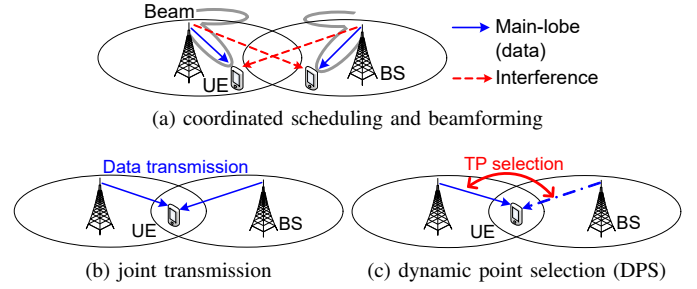 Beam
Main-lobe
(data)
Interference
UE
BS
(a) coordinated scheduling and beamforming
Data transmission
UE
BS
(b) joint transmission
TP selection
UE
BS
(c) dynamic point selection (DPS)